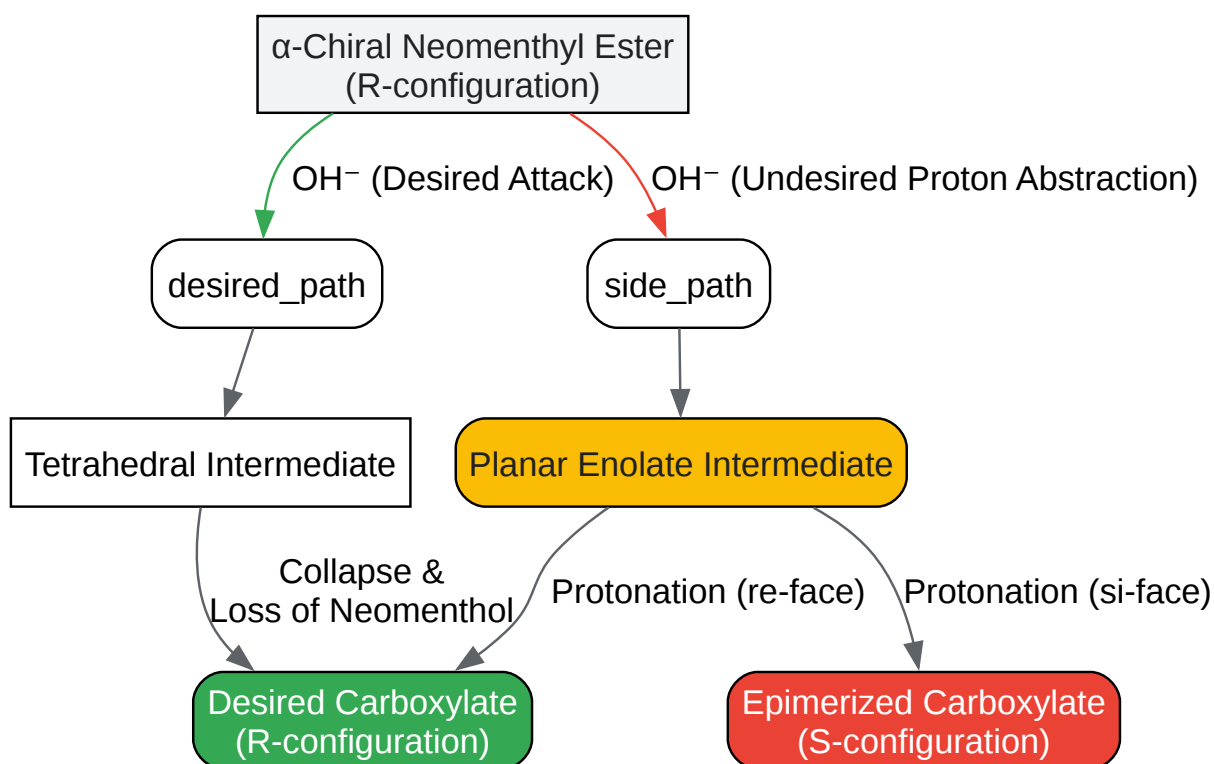 α-Chiral Neomenthyl Ester
(R-configuration)
OH⁻ (Desired Attack)
OH⁻ (Undesired Proton Abstraction)
desired_path
side_path
Tetrahedral Intermediate
Planar Enolate Intermediate
Collapse &
Loss of Neomenthol
Protonation (re-face)
Protonation (si-face)
Desired Carboxylate
(R-configuration)
Epimerized Carboxylate
(S-configuration)